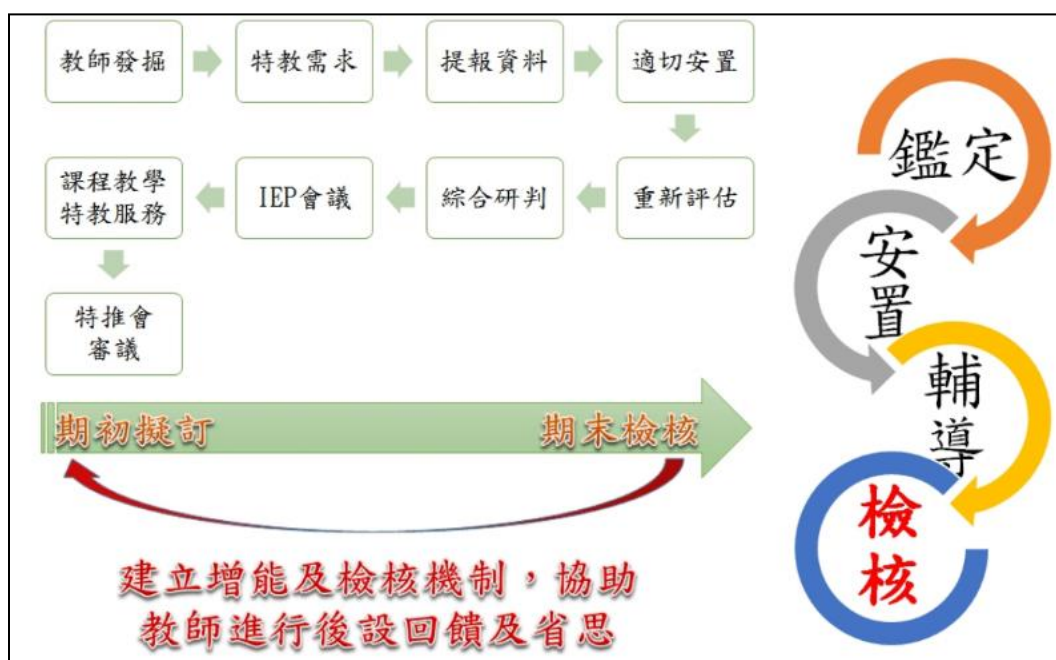 教師發掘
特教需求
提報資料
適切安置
重新評估
綜合研判
IEP會議
課程教學
特教服務
特推會
審議
期初擬訂
期末檢核
建立增能及檢核機制，協助
教師進行後設回饋及省思
鑑定
安置
輔導
檢核